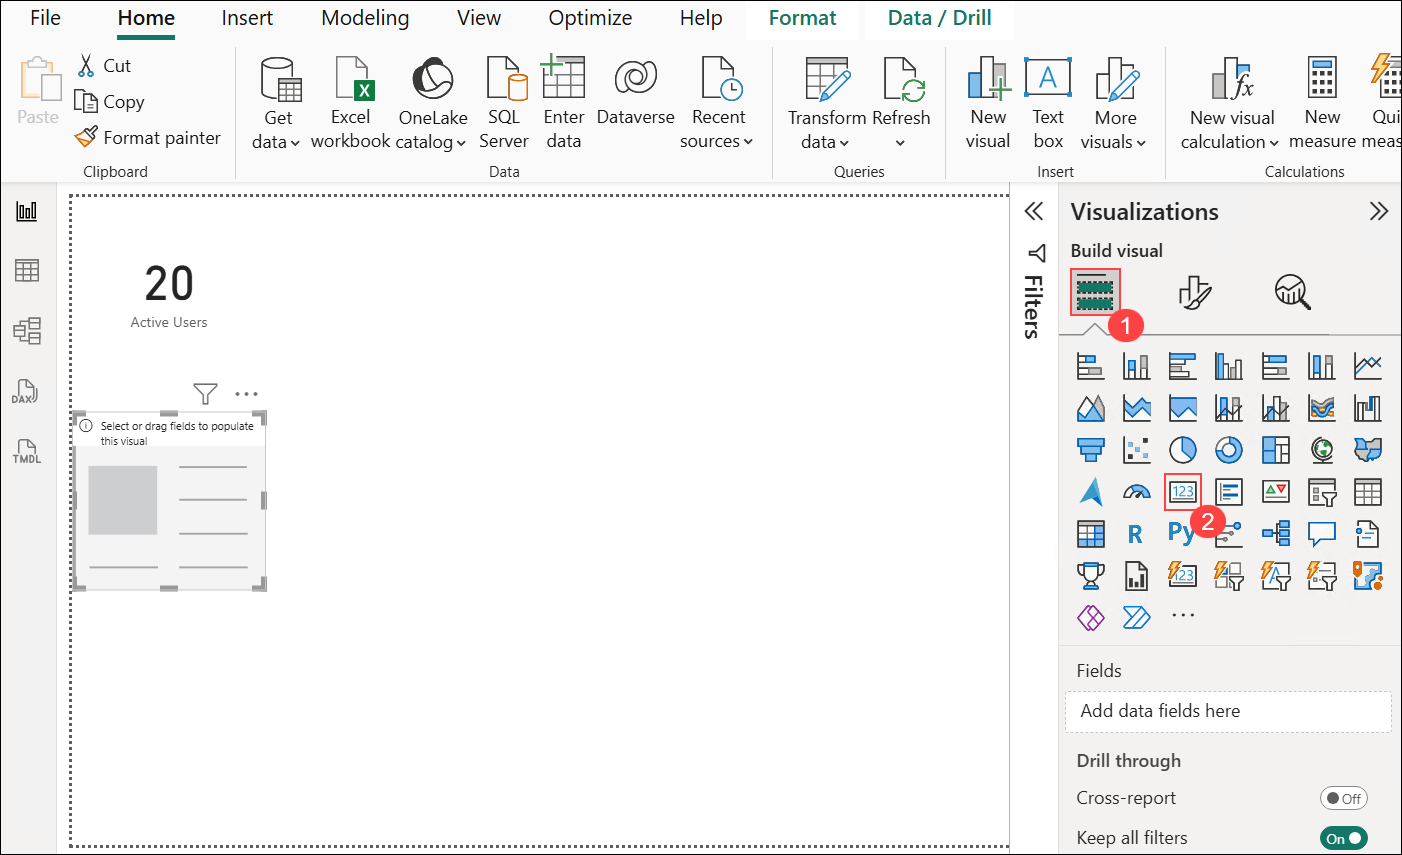 File Home Insert Modeling View Optimize Help Format Data / Drill
Paste
Cut
Copy
Format painter
Clipboard
Get data
Excel workbook
OneLake catalog
SQL Server
Enter data
Dataverse
Recent sources
Data
Transform data
Refresh
Queries
New visual
Text box
A
More visuals
Insert
New visual calculation
New measure
Qui
meas
Calculations
DAX
TMDL
20
Active Users
Select or drag fields to populate
this visual
Filters
Visualizations
Build visual
1
123
2
R
Py
123
A
Fields
Add data fields here
Drill through
Cross-report
Off
Keep all filters
On